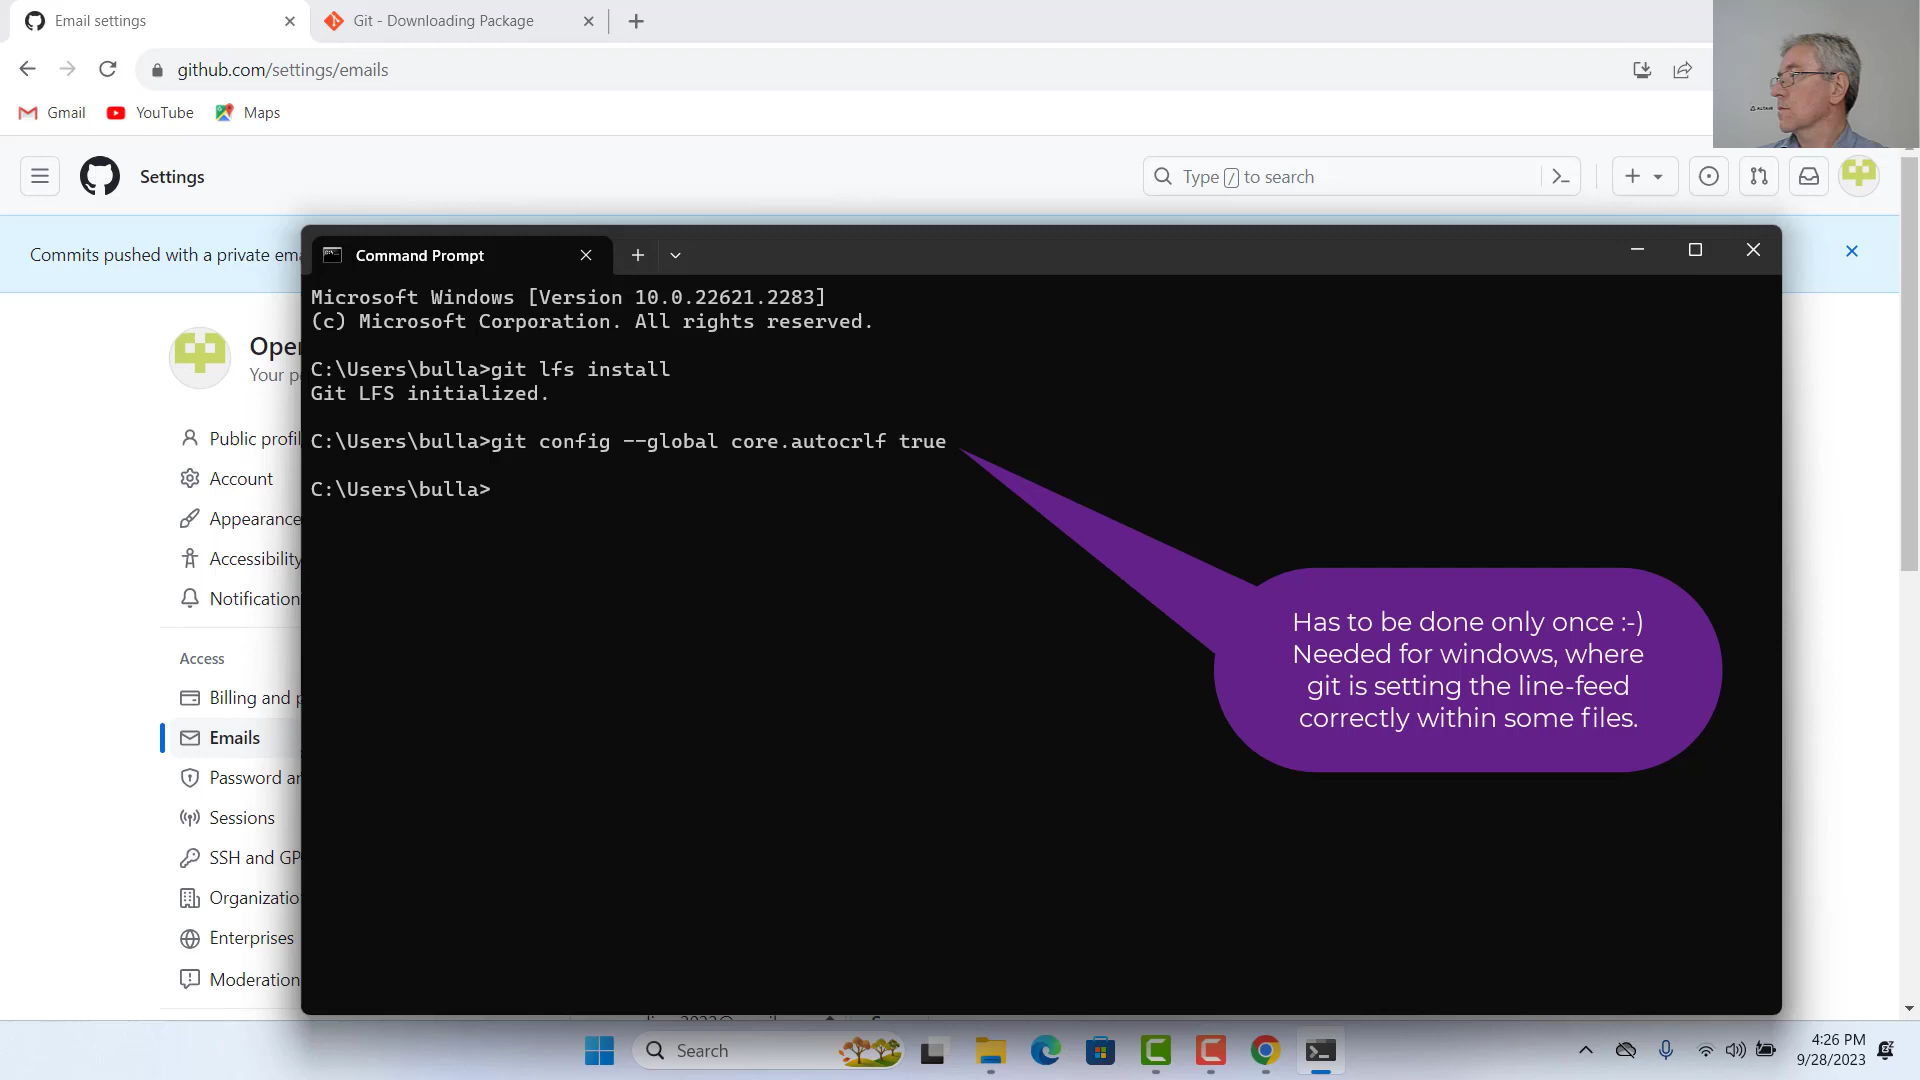 Email settings
Git - Downloading Package
github.com/settings/emails
Gmail
YouTube
Maps
Settings
Type / to search
Commits pushed with a private
Command Prompt
Microsoft Windows [Version 10.0.22621.2283]
(c) Microsoft Corporation. All rights reserved.
C:\Users\bulla>git lfs install
Git LFS initialized.
C:\Users\bulla>git config --global core.autocrlf true
C:\Users\bulla>
Has to be done only once :-)
Needed for windows, where
git is setting the line-feed
correctly within some files.
Your
Account
Appearance
Accessibility
Notification
Access
Billing and
Emails
Password
Sessions
SSH and GP
Organizatio
Enterprises
Moderation
Search
4:26 PM
9/28/2023
ALTAIR